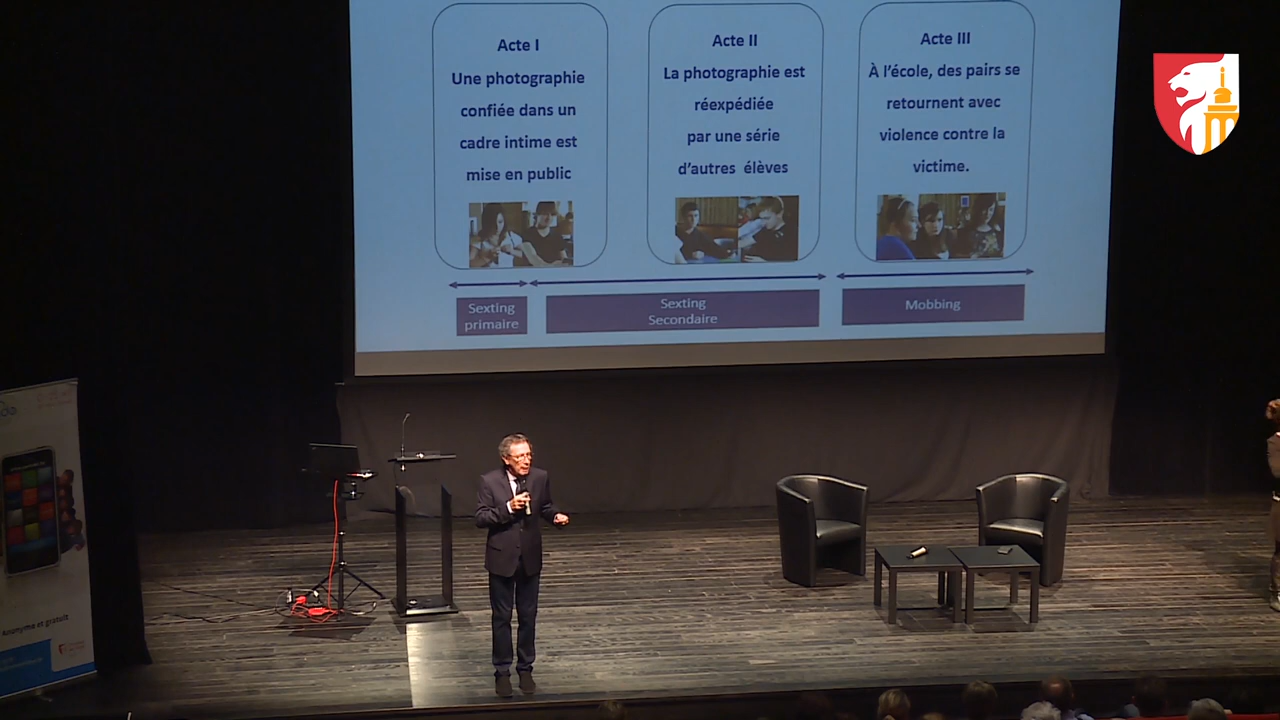 Acte I
Une photographie
confiée dans un
cadre intime est
mise en public
Acte II
La photographie est
réexpédiée
par une série
d'autres élèves
Acte III
À l'école, des pairs se
retournent avec
violence contre la
victime.
Sexting
primaire
Sexting
Secondaire
Mobbing
Anonyme et gratuit